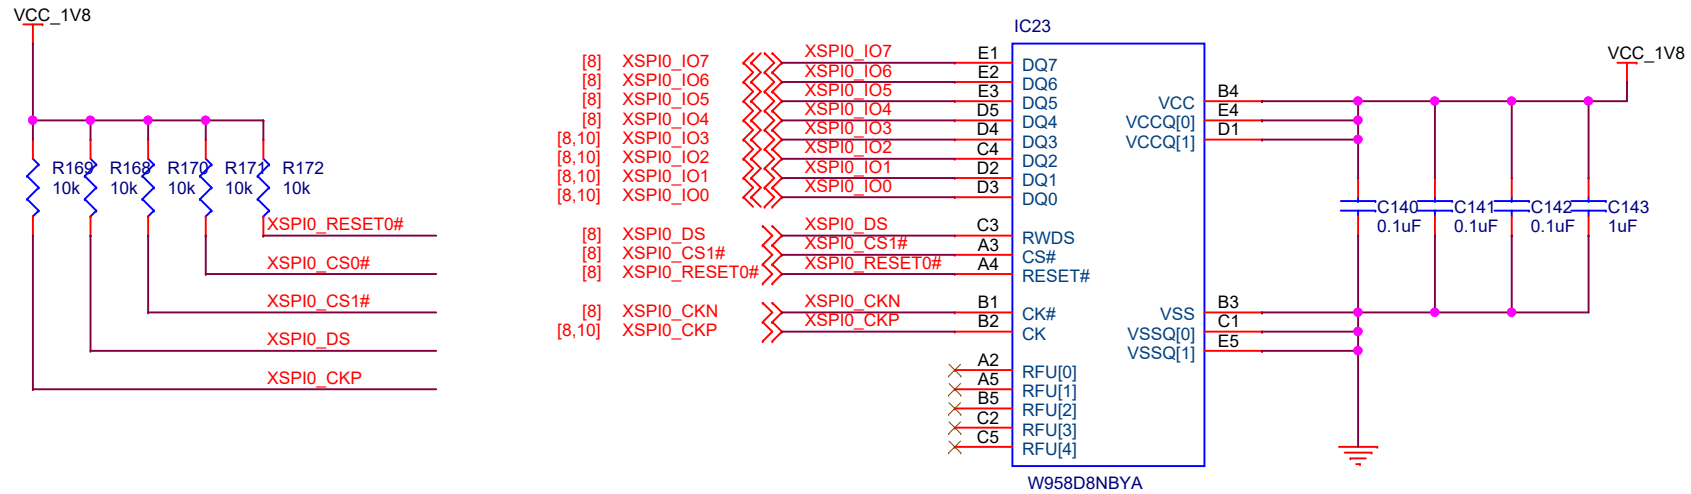 VCC_1V8
R169
10k
R168
10k
R170
10k
R171
10k
R172
10k
XSPI0_RESET0#
XSPI0_CS0#
XSPI0_CS1#
XSPI0_DS
XSPI0_CKP
IC23
[8] XSPI0_IO7 XSPI0_IO7 E1 DQ7
[8] XSPI0_IO6 XSPI0_IO6 E2 DQ6
[8] XSPI0_IO5 XSPI0_IO5 E3 DQ5
[8] XSPI0_IO4 XSPI0_IO4 D5 DQ4
[8,10] XSPI0_IO3 XSPI0_IO3 D4 DQ3
[8,10] XSPI0_IO2 XSPI0_IO2 C4 DQ2
[8,10] XSPI0_IO1 XSPI0_IO1 D2 DQ1
[8,10] XSPI0_IO0 XSPI0_IO0 D3 DQ0
[8] XSPI0_DS XSPI0_DS C3 RWDS
[8] XSPI0_CS1# XSPI0_CS1# A3 CS#
[8] XSPI0_RESET0# XSPI0_RESET0# A4 RESET#
[8] XSPI0_CKN XSPI0_CKN B1 CK#
[8,10] XSPI0_CKP XSPI0_CKP B2 CK
A2 RFU[0]
A5 RFU[1]
B5 RFU[2]
C2 RFU[3]
C5 RFU[4]
VCC B4
VCCQ[0] E4
VCCQ[1] D1
VSS B3
VSSQ[0] C1
VSSQ[1] E5
W958D8NBYA
VCC_1V8
C140
0.1uF
C141
0.1uF
C142
0.1uF
C143
1uF